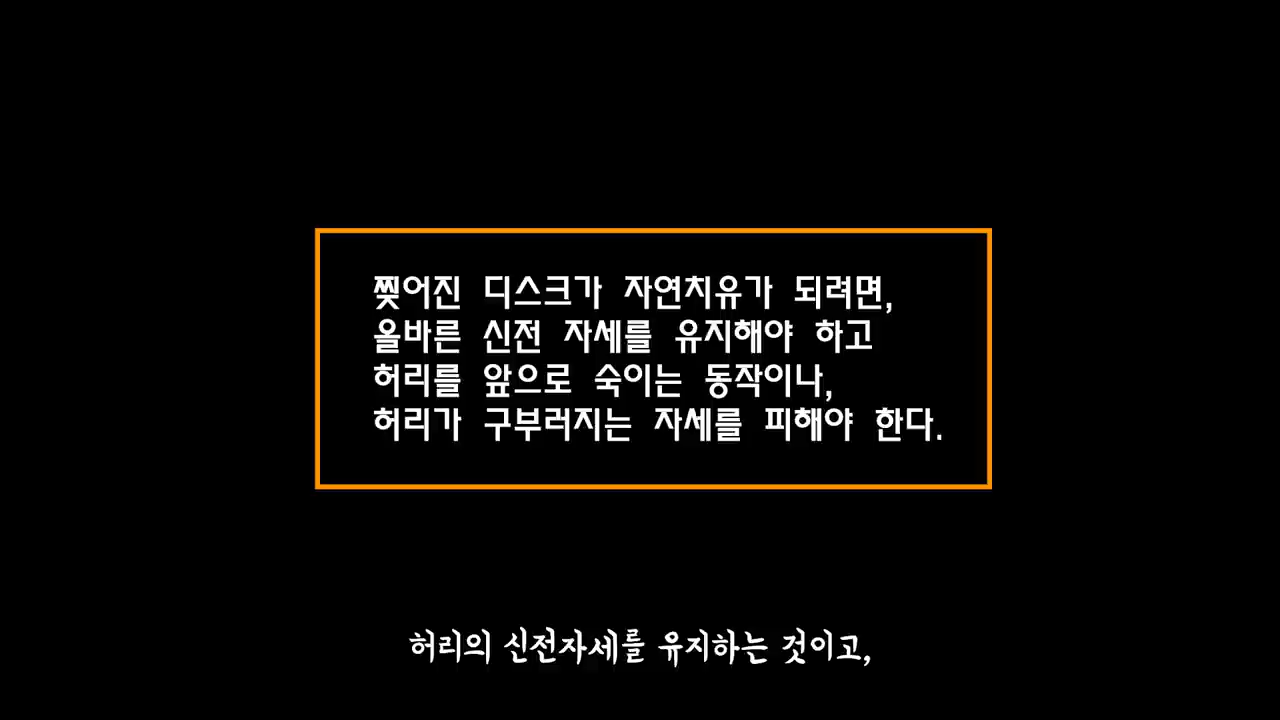 찢어진 디스크가 자연치유가 되려면,
올바른 신전 자세를 유지해야 하고
허리를 앞으로 숙이는 동작이나,
허리가 구부러지는 자세를 피해야 한다.
허리의 신전자세를 유지하는 것이고,